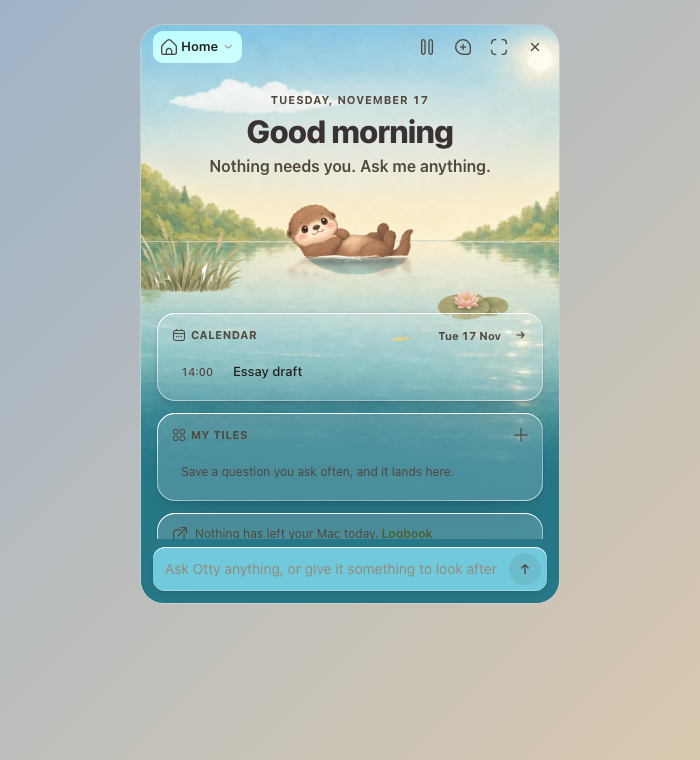 Home
TUESDAY, NOVEMBER 17
Good morning
Nothing needs you. Ask me anything.
CALENDAR
Tue 17 Nov
14:00
Essay draft
MY TILES
Save a question you ask often, and it lands here.
Nothing has left your Mac today. Logbook
Ask Otty anything, or give it something to look after